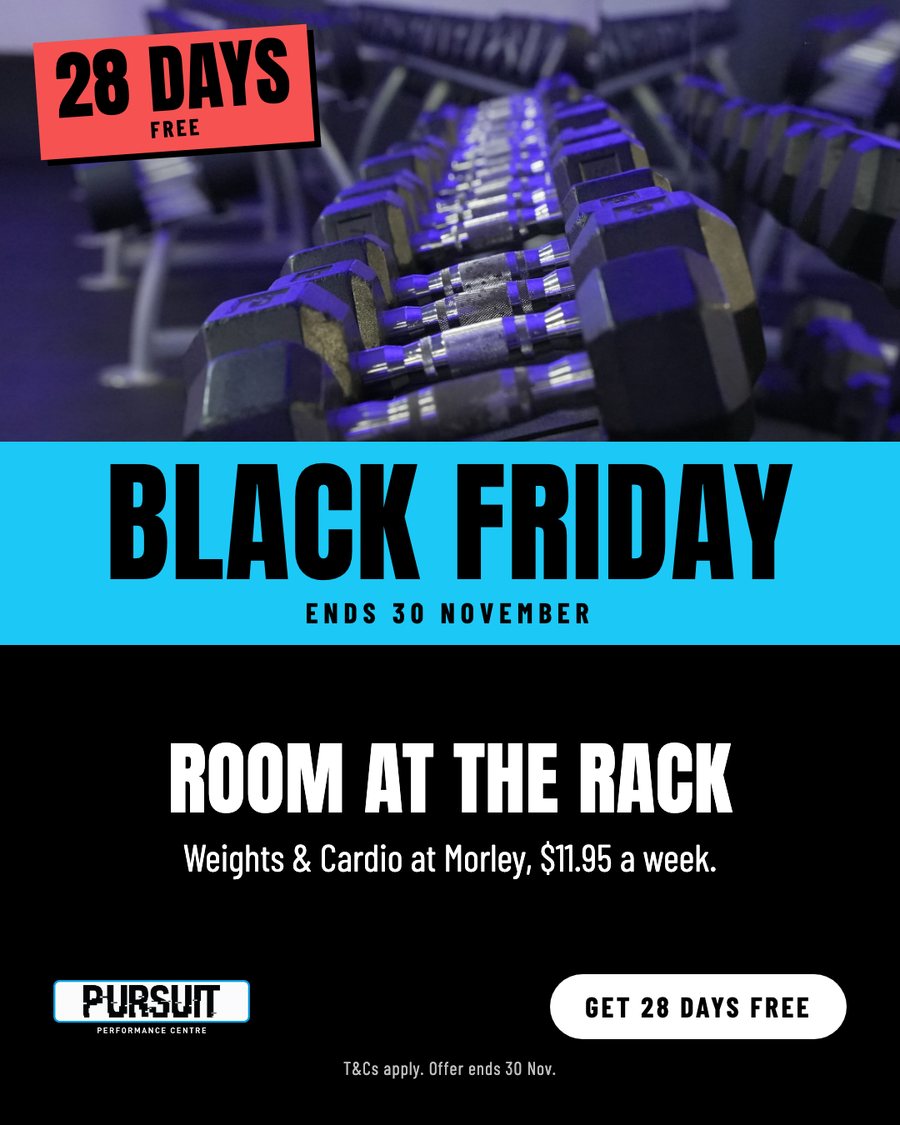 28 DAYS
FREE
BLACK FRIDAY
ENDS 30 NOVEMBER
ROOM AT THE RACK
Weights & Cardio at Morley, $11.95 a week.
PURSUIT
PERFORMANCE CENTRE
GET 28 DAYS FREE
T&Cs apply. Offer ends 30 Nov.